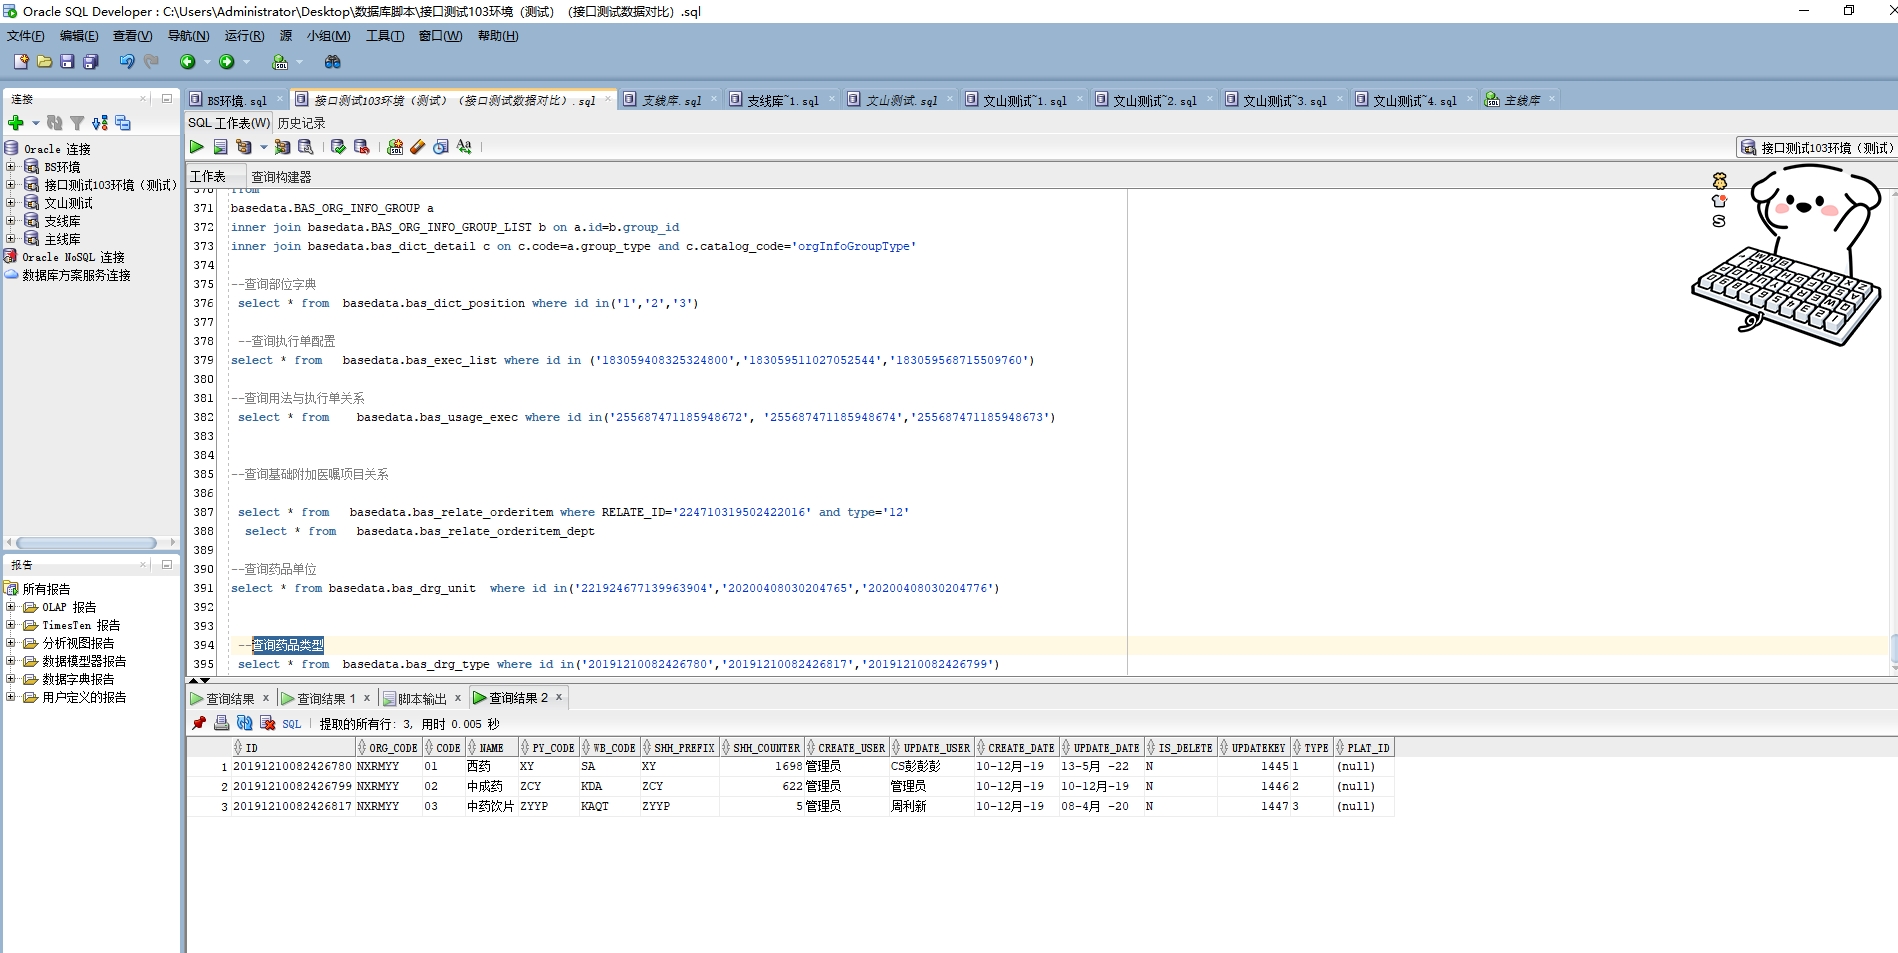 Oracle SQL Developer : C:\Users\Administrator\Desktop\数据库脚本\接口测试103环境（测试）（接口测试数据对比）.sql
文件(F) 编辑(E) 查看(V) 导航(N) 运行(R) 源 小组(M) 工具(T) 窗口(W) 帮助(H)
连接
Oracle 连接
BS环境
接口测试103环境（测试）
文山测试
支线库
主线库
Oracle NoSQL 连接
数据库方案服务连接
报告
所有报告
OLAP 报告
TimesTen 报告
分析视图报告
数据模型器报告
数据字典报告
用户定义的报告
BS环境.sql 接口测试103环境（测试）（接口测试数据对比）.sql 支线库.sql 支线库~1.sql 文山测试.sql 文山测试~1.sql 文山测试~2.sql 文山测试~3.sql 文山测试~4.sql 主线库
SQL 工作表(W) 历史记录
接口测试103环境（测试）
工作表 查询构建器
370 from
371 basedata.BAS_ORG_INFO_GROUP a
372 inner join basedata.BAS_ORG_INFO_GROUP_LIST b on a.id=b.group_id
373 inner join basedata.bas_dict_detail c on c.code=a.group_type and c.catalog_code='orgInfoGroupType'
374
375 --查询部位字典
376 select * from basedata.bas_dict_position where id in('1','2','3')
377
378 --查询执行单配置
379 select * from basedata.bas_exec_list where id in ('183059408325324800','183059511027052544','183059568715509760')
380
381 --查询用法与执行单关系
382 select * from basedata.bas_usage_exec where id in('255687471185948672', '255687471185948674','255687471185948673')
383
384
385 --查询基础附加医嘱项目关系
386
387 select * from basedata.bas_relate_orderitem where RELATE_ID='224710319502422016' and type='12'
388 select * from basedata.bas_relate_orderitem_dept
389
390 --查询药品单位
391 select * from basedata.bas_drg_unit where id in('221924677139963904','20200408030204765','20200408030204776')
392
393
394 --查询药品类型
395 select * from basedata.bas_drg_type where id in('20191210082426780','20191210082426817','20191210082426799')
查询结果 查询结果 1 脚本输出 查询结果 2
SQL 提取的所有行: 3, 用时 0.005 秒
ID ORG_CODE CODE NAME PY_CODE WB_CODE SHH_PREFIX SHH_COUNTER CREATE_USER UPDATE_USER CREATE_DATE UPDATE_DATE IS_DELETE UPDATEKEY TYPE PLAT_ID
1 20191210082426780 NXRMYY 01 西药 XY SA XY 1698 管理员 CS彭彭彭 10-12月-19 13-5月 -22 N 1445 1 (null)
2 20191210082426799 NXRMYY 02 中成药 ZCY KDA ZCY 622 管理员 管理员 10-12月-19 10-12月-19 N 1446 2 (null)
3 20191210082426817 NXRMYY 03 中药饮片 ZYYP KAQT ZYYP 5 管理员 周利新 10-12月-19 08-4月 -20 N 1447 3 (null)